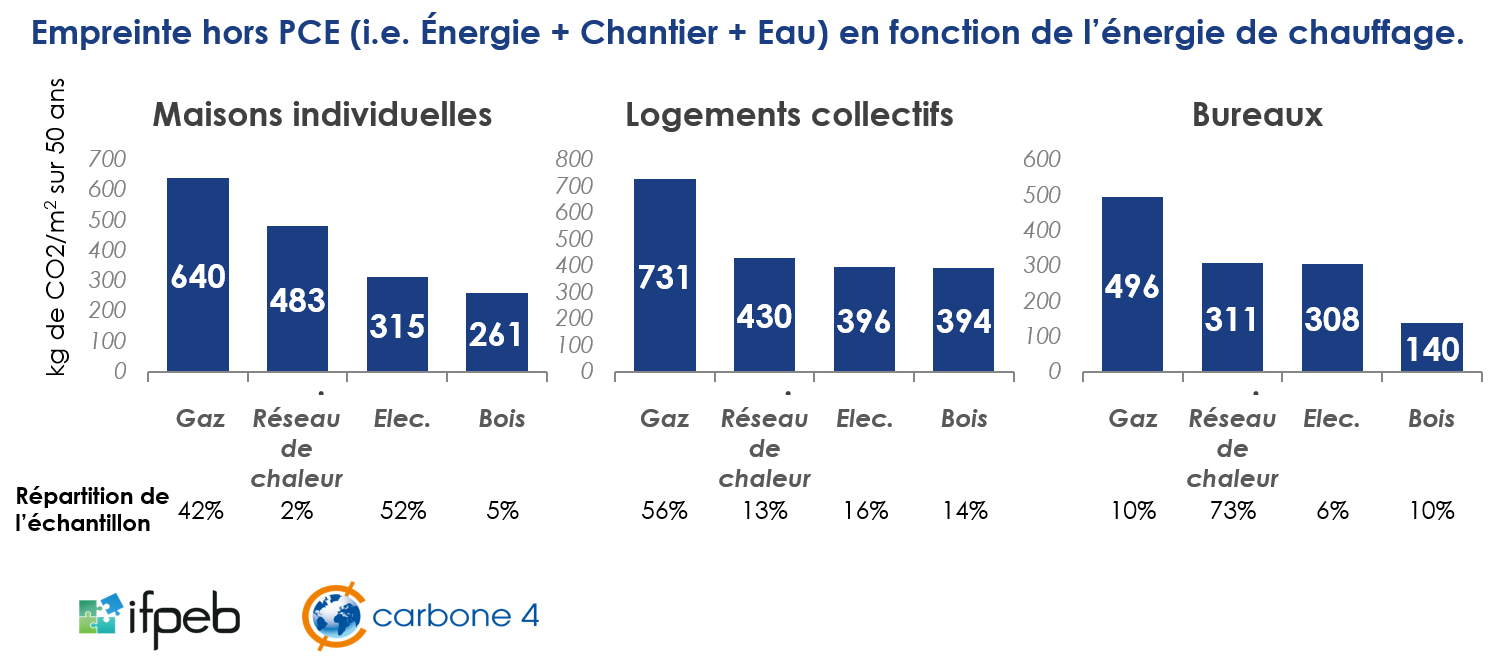 Empreinte hors PCE (i.e. Énergie + Chantier + Eau) en fonction de l’énergie de chauffage.
kg de CO2/m² sur 50 ans
Maisons individuelles
700
600
500
400
300
200
100
0
640
483
315
261
Gaz
Réseau
de
chaleur
Elec.
Bois
Logements collectifs
800
700
600
500
400
300
200
100
0
731
430
396
394
Gaz
Réseau
de
chaleur
Elec.
Bois
Bureaux
600
500
400
300
200
100
0
496
311
308
140
Gaz
Réseau
de
chaleur
Elec.
Bois
Répartition de
l’échantillon
42% 2% 52% 5% 56% 13% 16% 14% 10% 73% 6% 10%
ifpeb
carbone 4